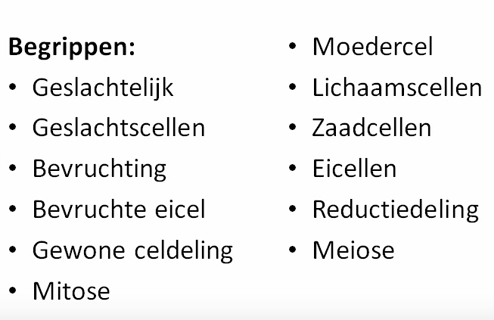 Begrippen:
• Geslachtelijk
• Geslachtscellen
• Bevruchting
• Bevruchte eicel
• Gewone celdeling
• Mitose
• Moedercel
• Lichaamscellen
• Zaadcellen
• Eicellen
• Reductiedeling
• Meiose